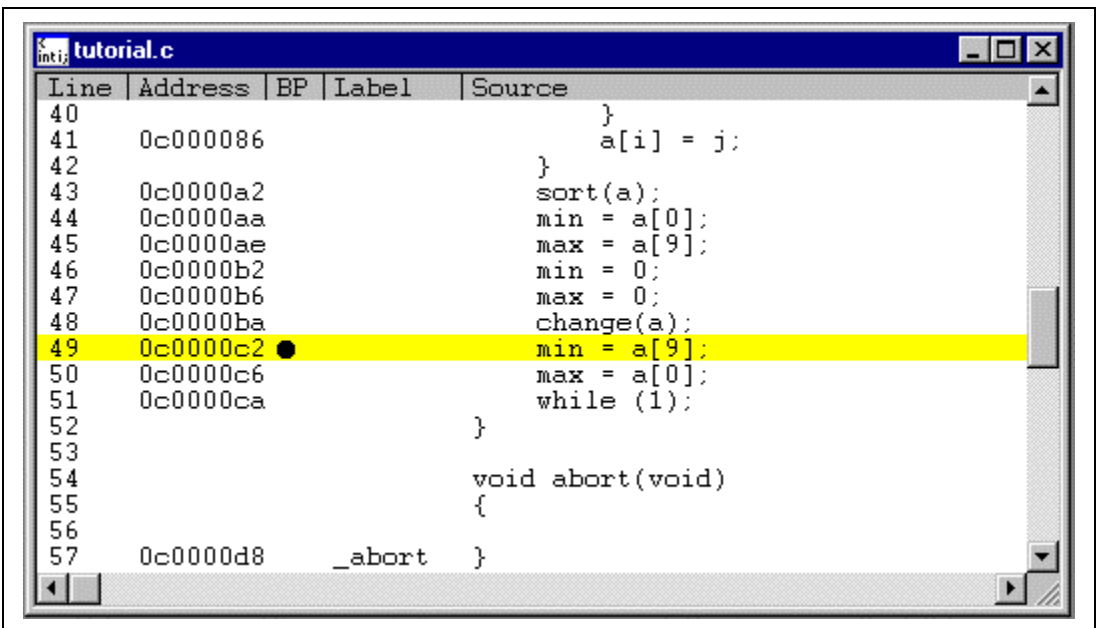 tutorial.c
Line | Address | BP | Label | Source
40 }
41 0c000086 a[i] = j;
42 }
43 0c0000a2 sort(a);
44 0c0000aa min = a[0];
45 0c0000ae max = a[9];
46 0c0000b2 min = 0;
47 0c0000b6 max = 0;
48 0c0000ba change(a);
49 0c0000c2 ● min = a[9];
50 0c0000c6 max = a[0];
51 0c0000ca while (1);
52 }
53
54 void abort(void)
55 {
56
57 0c0000d8 _abort }